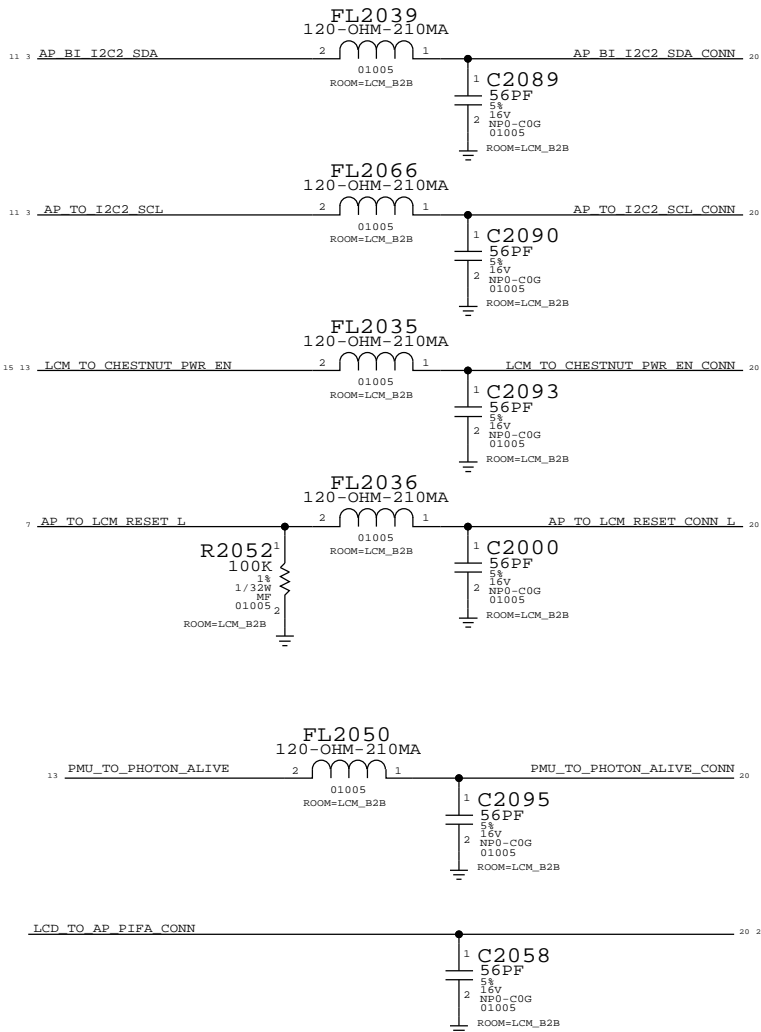 FL2039
120-OHM-210MA
11 3 AP_BI_I2C2_SDA 2 1 AP_BI_I2C2_SDA_CONN 20
01005
ROOM=LCM_B2B
1 C2089
56PF
5%
16V
2 NP0-C0G
01005
ROOM=LCM_B2B
FL2066
120-OHM-210MA
11 3 AP_TO_I2C2_SCL 2 1 AP_TO_I2C2_SCL_CONN 20
01005
ROOM=LCM_B2B
1 C2090
56PF
5%
16V
2 NP0-C0G
01005
ROOM=LCM_B2B
FL2035
120-OHM-210MA
15 13 LCM_TO_CHESTNUT_PWR_EN 2 1 LCM_TO_CHESTNUT_PWR_EN_CONN 20
01005
ROOM=LCM_B2B
1 C2093
56PF
5%
16V
2 NP0-C0G
01005
ROOM=LCM_B2B
FL2036
120-OHM-210MA
7 AP_TO_LCM_RESET_L 2 1 AP_TO_LCM_RESET_CONN_L 20
01005
ROOM=LCM_B2B
R2052 1
100K
1%
1/32W
MF
01005 2
ROOM=LCM_B2B
1 C2000
56PF
5%
16V
2 NP0-C0G
01005
ROOM=LCM_B2B
FL2050
120-OHM-210MA
13 PMU_TO_PHOTON_ALIVE 2 1 PMU_TO_PHOTON_ALIVE_CONN 20
01005
ROOM=LCM_B2B
1 C2095
56PF
5%
16V
2 NP0-C0G
01005
ROOM=LCM_B2B
LCD_TO_AP_PIFA_CONN 20 2
1 C2058
56PF
5%
16V
2 NP0-C0G
01005
ROOM=LCM_B2B